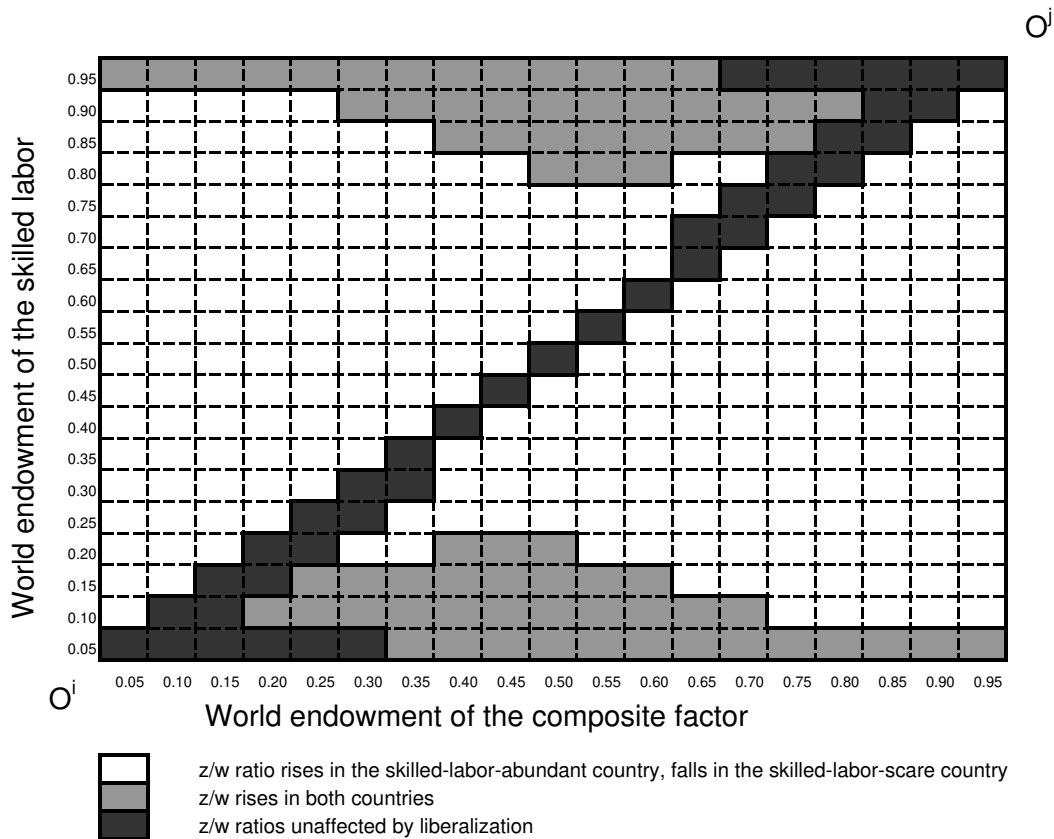 O^j
World endowment of the skilled labor
0.95
0.90
0.85
0.80
0.75
0.70
0.65
0.60
0.55
0.50
0.45
0.40
0.35
0.30
0.25
0.20
0.15
0.10
0.05
0.05 0.10 0.15 0.20 0.25 0.30 0.35 0.40 0.45 0.50 0.55 0.60 0.65 0.70 0.75 0.80 0.85 0.90 0.95
O^i
World endowment of the composite factor
z/w ratio rises in the skilled-labor-abundant country, falls in the skilled-labor-scare country
z/w rises in both countries
z/w ratios unaffected by liberalization